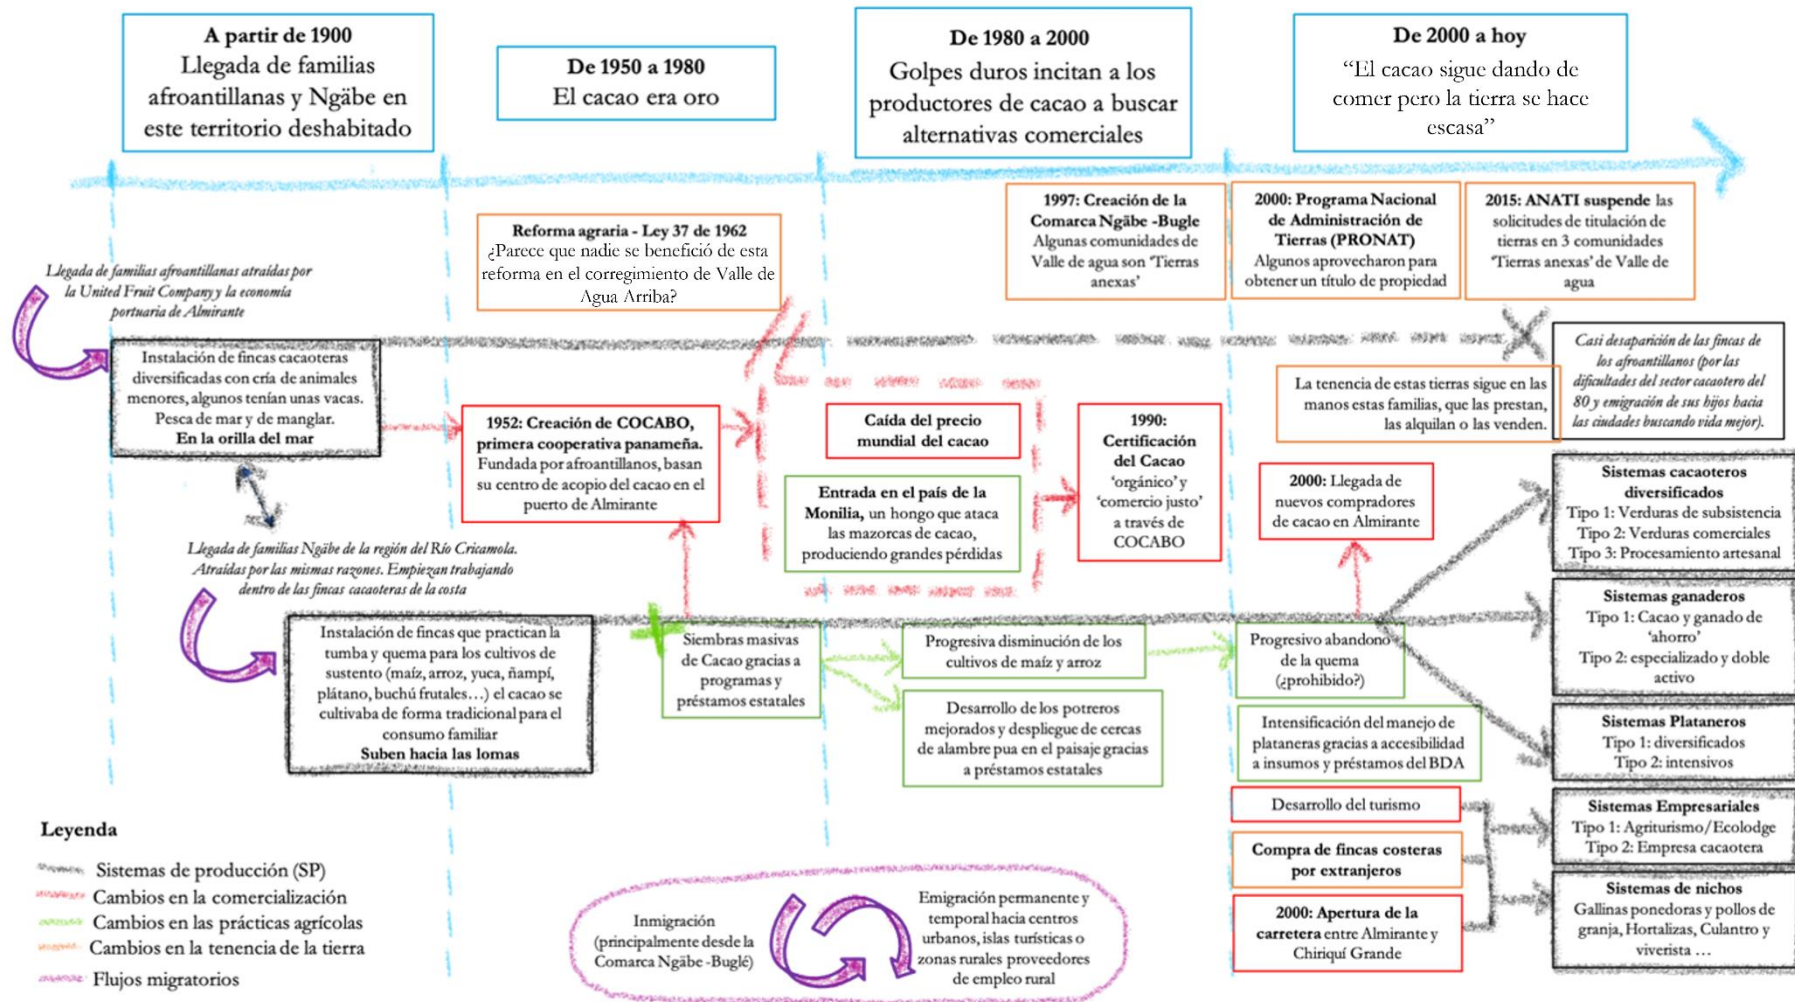 A partir de 1900
Llegada de familias
afroantillanas y Ngäbe en
este territorio deshabitado
De 1950 a 1980
El cacao era oro
De 1980 a 2000
Golpes duros incitan a los
productores de cacao a buscar
alternativas comerciales
De 2000 a hoy
“El cacao sigue dando de
comer pero la tierra se hace
escasa”
Reforma agraria - Ley 37 de 1962
¿Parece que nadie se benefició de esta
reforma en el corregimiento de Valle de
Agua Arriba?
1997: Creación de la
Comarca Ngäbe -Bugle
Algunas comunidades de
Valle de agua son ‘Tierras
anexas’
2000: Programa Nacional
de Administración de
Tierras (PRONAT)
Algunos aprovecharon para
obtener un título de propiedad
2015: ANATI suspende las
solicitudes de titulación de
tierras en 3 comunidades
‘Tierras anexas’ de Valle de
agua
Llegada de familias afroantillanas atraídas por
la United Fruit Company y la economía
portuaria de Almirante
Instalación de fincas cacaoteras
diversificadas con cría de animales
menores, algunos tenían unas vacas.
Pesca de mar y de manglar.
En la orilla del mar
1952: Creación de COCABO,
primera cooperativa panameña.
Fundada por afroantillanos, basan
su centro de acopio del cacao en el
puerto de Almirante
Caída del precio
mundial del cacao
Entrada en el país de la
Monilia, un hongo que ataca
las mazorcas de cacao,
produciendo grandes pérdidas
1990:
Certificación
del Cacao
‘orgánico’ y
‘comercio justo’
a través de
COCABO
La tenencia de estas tierras sigue en las
manos estas familias, que las prestan,
las alquilan o las venden.
Casi desaparición de las fincas de
los afroantillanos (por las
dificultades del sector cacaotero del
80 y emigración de sus hijos hacia
las ciudades buscando vida mejor).
2000: Llegada de
nuevos compradores
de cacao en Almirante
Llegada de familias Ngäbe de la región del Río Cricamola.
Atraídas por las mismas razones. Empiezan trabajando
dentro de las fincas cacaoteras de la costa
Instalación de fincas que practican la
tumba y quema para los cultivos de
sustento (maíz, arroz, yuca, ñampí,
plátano, buchú frutales…) el cacao se
cultivaba de forma tradicional para el
consumo familiar
Suben hacia las lomas
Siembras masivas
de Cacao gracias a
programas y
préstamos estatales
Progresiva disminución de los
cultivos de maíz y arroz
Desarrollo de los potreros
mejorados y despliegue de cercas
de alambre pua en el paisaje gracias
a préstamos estatales
Progresivo abandono
de la quema
(¿prohibido?)
Intensificación del manejo de
plataneras gracias a accesibilidad
a insumos y préstamos del BDA
Desarrollo del turismo
Compra de fincas costeras
por extranjeros
2000: Apertura de la
carretera entre Almirante y
Chiriquí Grande
Sistemas cacaoteros
diversificados
Tipo 1: Verduras de subsistencia
Tipo 2: Verduras comerciales
Tipo 3: Procesamiento artesanal
Sistemas ganaderos
Tipo 1: Cacao y ganado de
‘ahorro’
Tipo 2: especializado y doble
activo
Sistemas Plataneros
Tipo 1: diversificados
Tipo 2: intensivos
Sistemas Empresariales
Tipo 1: Agriturismo/Ecolodge
Tipo 2: Empresa cacaotera
Sistemas de nichos
Gallinas ponedoras y pollos de
granja, Hortalizas, Culantro y
viverista …
Leyenda
Sistemas de producción (SP)
Cambios en la comercialización
Cambios en las prácticas agrícolas
Cambios en la tenencia de la tierra
Flujos migratorios
Inmigración
(principalmente desde la
Comarca Ngäbe -Buglé)
Emigración permanente y
temporal hacia centros
urbanos, islas turísticas o
zonas rurales proveedores
de empleo rural